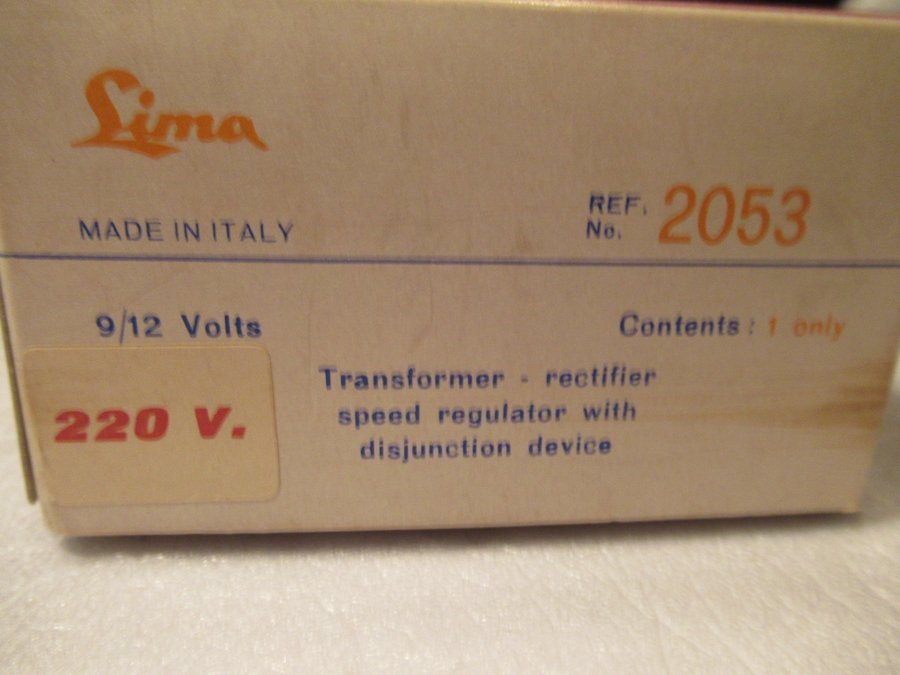 Lima
MADE IN ITALY
REF. No. 2053
9/12 Volts
Contents: 1 only
220 V.
Transformer - rectifier
speed regulator with
disjunction device